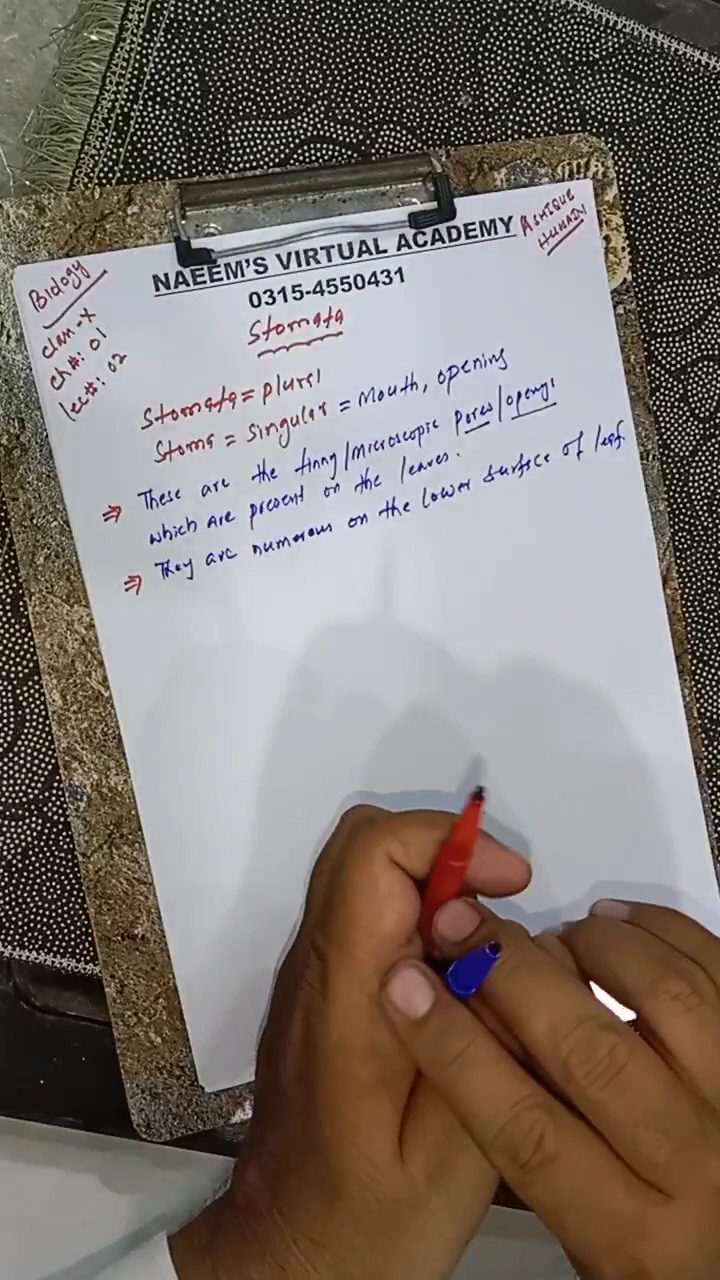 NAEEM'S VIRTUAL ACADEMY
0315-4550431
ASHIQUE
HUSAIN
Biology
Class-X
Ch#: 01
Lec#: 02
Stomata
Stomata = plural
Stoma = Singular = Mouth, opening
⇒ These are the tinny/microscopic pores/openings
which are present on the leaves.
⇒ They are numerous on the lower surface of leaf.